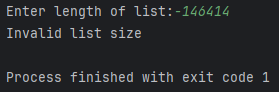 Enter length of list:-146414
Invalid list size
Process finished with exit code 1